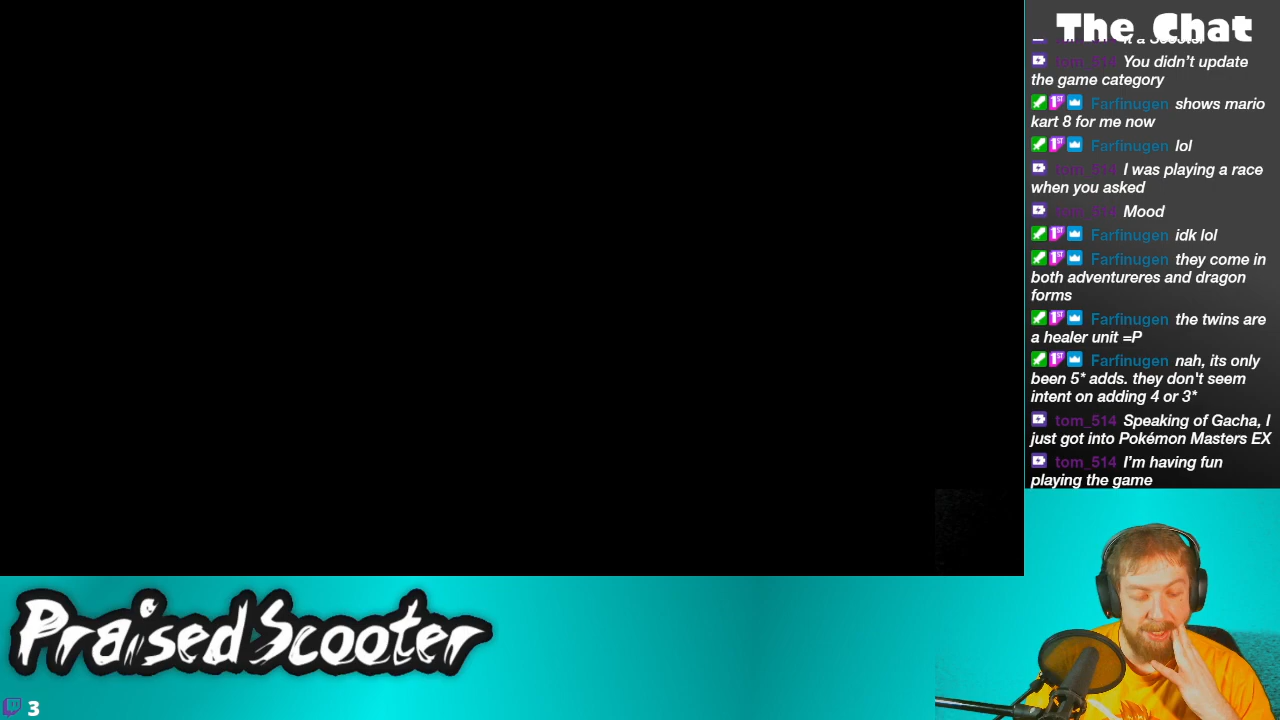 The Chat
tom_514 You didn't update
the game category
Farfinugen shows mario
kart 8 for me now
Farfinugen lol
tom_514 I was playing a race
when you asked
tom_514 Mood
Farfinugen idk lol
Farfinugen they come in
both adventureres and dragon
forms
Farfinugen the twins are
a healer unit =P
Farfinugen nah, its only
been 5* adds. they don't seem
intent on adding 4 or 3*
tom_514 Speaking of Gacha, I
just got into Pokémon Masters EX
tom_514 I'm having fun
playing the game
PraisedScooter
3